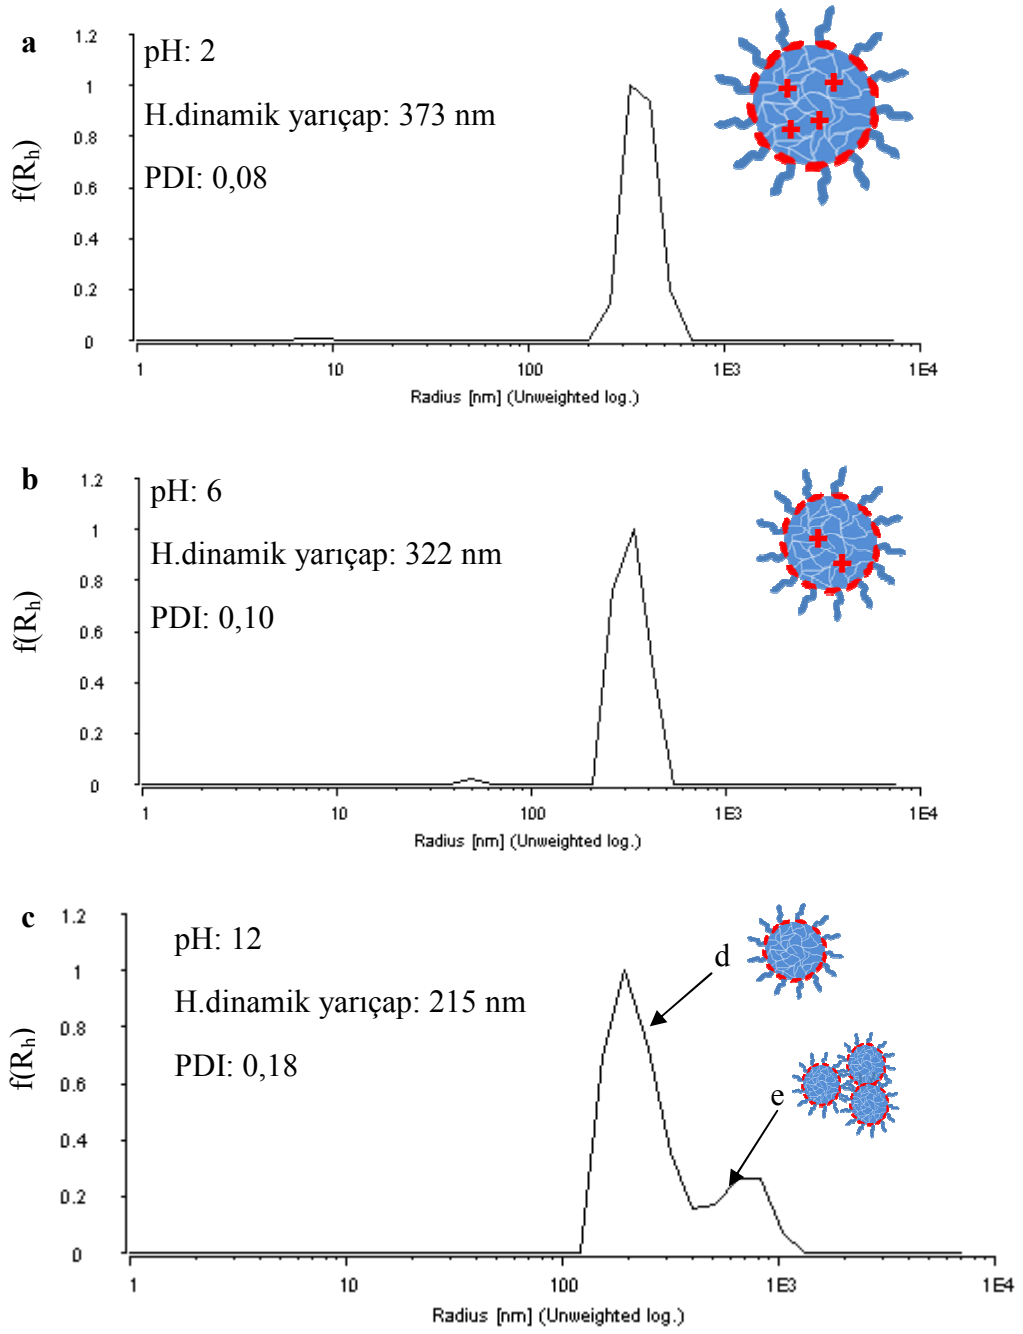 a
1.2
1
0.8
0.6
0.4
0.2
0
f(Rh)
pH: 2
H.dinamik yarıçap: 373 nm
PDI: 0,08
1 10 100 1E3 1E4
Radius [nm] (Unweighted log.)
b
1.2
1
0.8
0.6
0.4
0.2
0
f(Rh)
pH: 6
H.dinamik yarıçap: 322 nm
PDI: 0,10
1 10 100 1E3 1E4
Radius [nm] (Unweighted log.)
c
1.2
1
0.8
0.6
0.4
0.2
0
f(Rh)
pH: 12
H.dinamik yarıçap: 215 nm
PDI: 0,18
d
e
1 10 100 1E3 1E4
Radius [nm] (Unweighted log.)